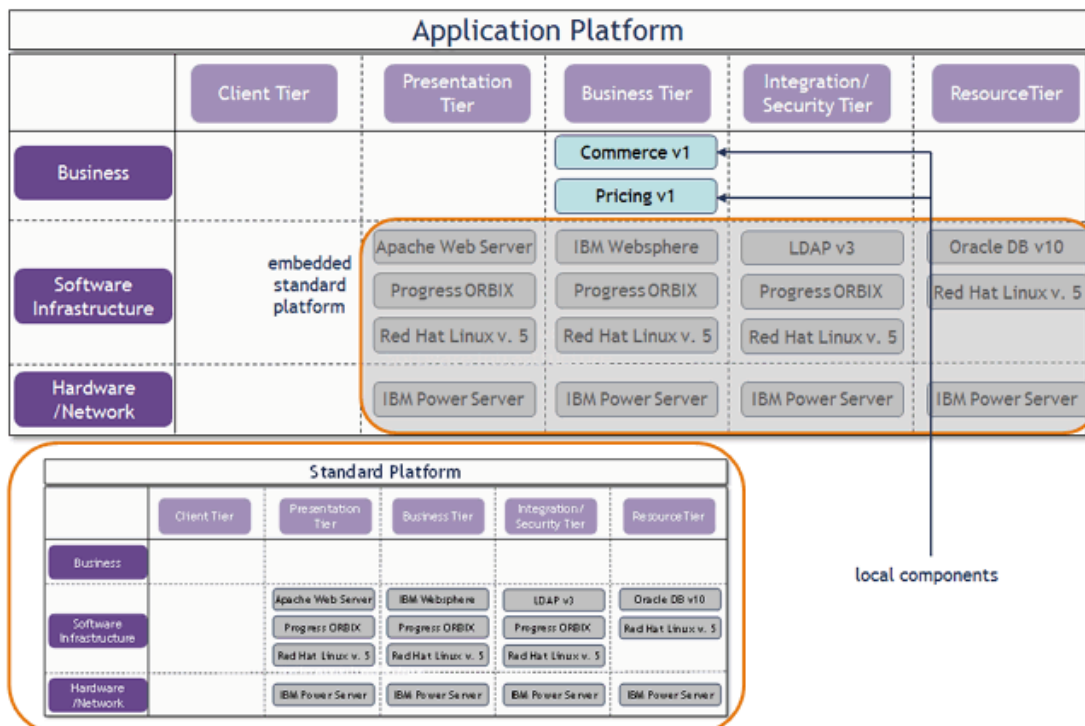 Application Platform
Client Tier
Presentation
Tier
Business Tier
Integration/
Security Tier
ResourceTier
Business
Commerce v1
Pricing v1
Software
Infrastructure
embedded
standard
platform
Apache Web Server
IBM Websphere
LDAP v3
Oracle DB v10
Progress ORBIX
Progress ORBIX
Progress ORBIX
Red Hat Linux v. 5
Red Hat Linux v. 5
Red Hat Linux v. 5
Red Hat Linux v. 5
Hardware
/Network
IBM Power Server
IBM Power Server
IBM Power Server
IBM Power Server
local components
Standard Platform
Client Tier
Presentation
Tier
Business Tier
Integration/
Security Tier
ResourceTier
Business
Software
Infrastructure
Apache Web Server
IBM Websphere
LDAP v3
Oracle DB v10
Progress ORBIX
Progress ORBIX
Progress ORBIX
Red Hat Linux v. 5
Red Hat Linux v. 5
Red Hat Linux v. 5
Red Hat Linux v. 5
Hardware
/Network
IBM Power Server
IBM Power Server
IBM Power Server
IBM Power Server